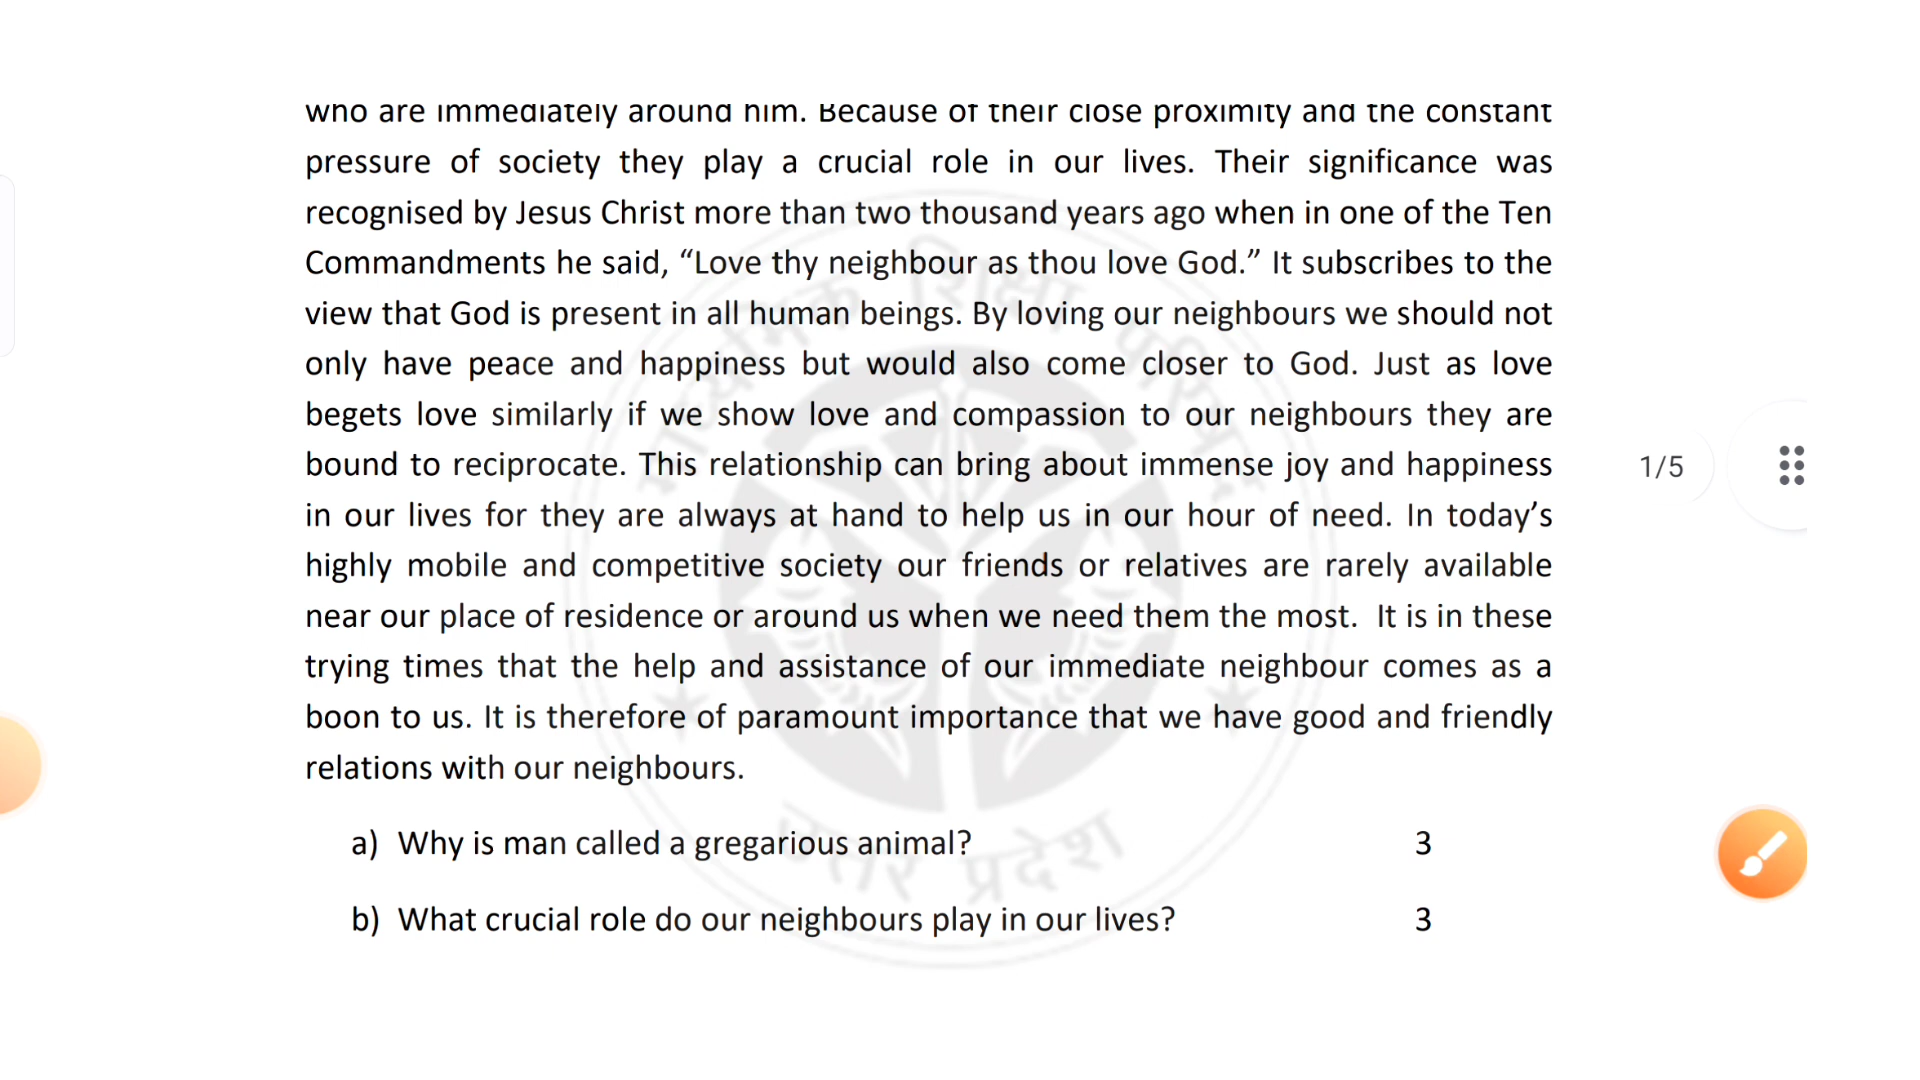 who are immediately around him. Because of their close proximity and the constant
pressure of society they play a crucial role in our lives. Their significance was
recognised by Jesus Christ more than two thousand years ago when in one of the Ten
Commandments he said, “Love thy neighbour as thou love God.” It subscribes to the
view that God is present in all human beings. By loving our neighbours we should not
only have peace and happiness but would also come closer to God. Just as love
begets love similarly if we show love and compassion to our neighbours they are
bound to reciprocate. This relationship can bring about immense joy and happiness
in our lives for they are always at hand to help us in our hour of need. In today’s
highly mobile and competitive society our friends or relatives are rarely available
near our place of residence or around us when we need them the most. It is in these
trying times that the help and assistance of our immediate neighbour comes as a
boon to us. It is therefore of paramount importance that we have good and friendly
relations with our neighbours.
a) Why is man called a gregarious animal? 3
b) What crucial role do our neighbours play in our lives? 3
1/5
माध्यमिक शिक्षा परिषद
उत्तर प्रदेश